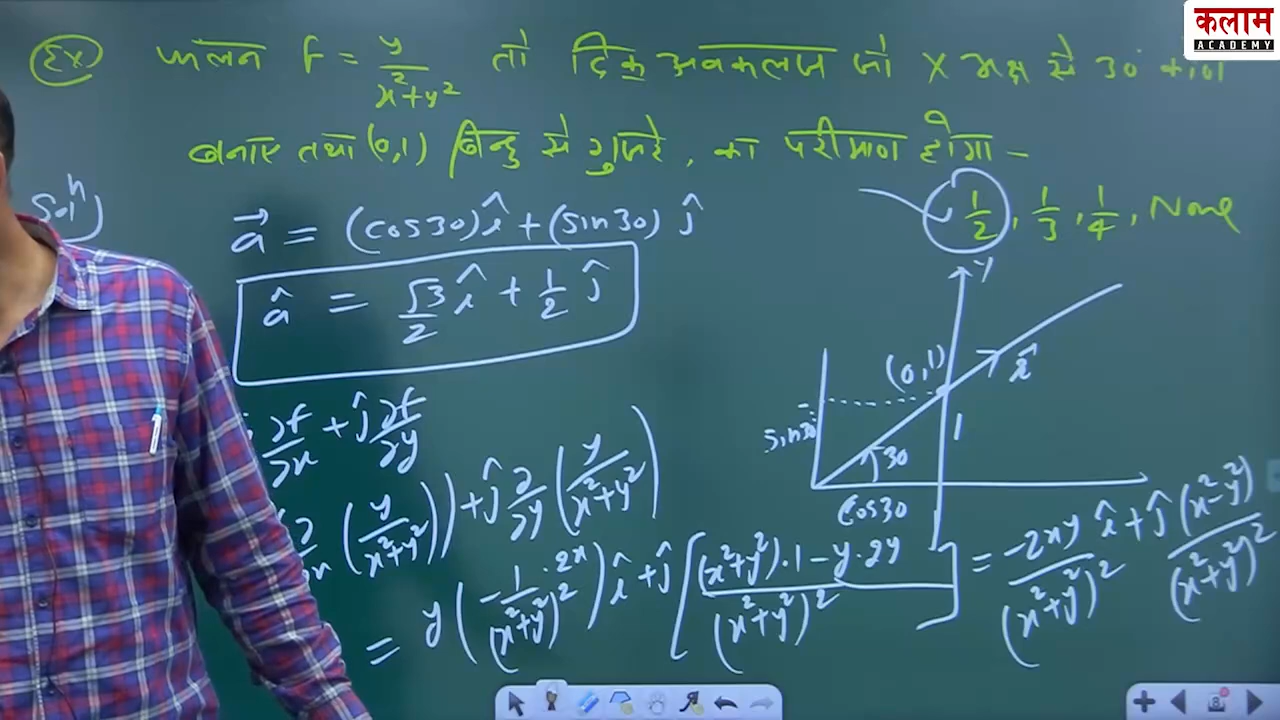 कलाम
ACADEMY
Ex) फलन f = y/(x²+y²) तो दिक् अवकलज जो X अक्ष से 30 कोण
बनाए तथा (0,1) बिन्दु से गुजरे, का परीमाण होगा –
1/2, 1/3, 1/4, None
Solⁿ)
a⃗ = (cos30) î + (sin30) ĵ
â = √3/2 î + 1/2 ĵ
∂f/∂x + ĵ ∂f/∂y
(y/(x²+y²))) + ĵ ∂/∂y (y/(x²+y²))
= y(-1/(x²+y²)² · 2x) î + ĵ [((x²+y²)·1 - y·2y)/(x²+y²)²] = -2xy/(x²+y²)² î + ĵ (x²-y²)/(x²+y²)²
Y
(0,1)
sin30
30
1
cos30